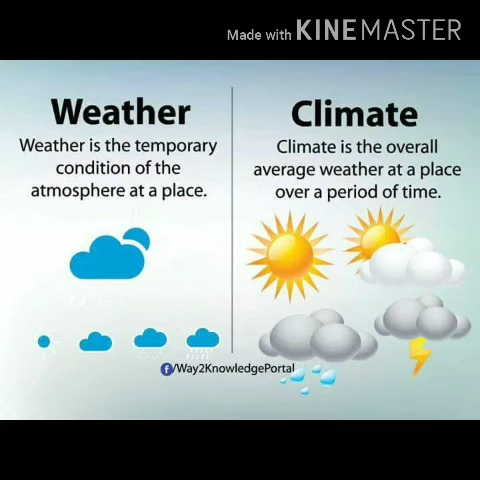 Made with KINEMASTER
Weather
Weather is the temporary
condition of the
atmosphere at a place.
Climate
Climate is the overall
average weather at a place
over a period of time.
f/Way2KnowledgePortal